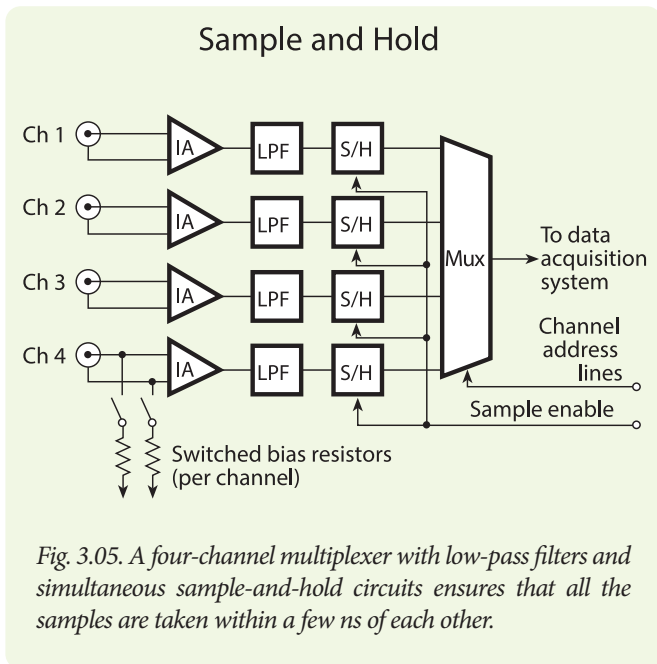 Sample and Hold
Ch 1
IA
LPF
S/H
Ch 2
IA
LPF
S/H
Ch 3
IA
LPF
S/H
Ch 4
IA
LPF
S/H
Mux
To data
acquisition
system
Channel
address
lines
Sample enable
Switched bias resistors
(per channel)
Fig. 3.05. A four-channel multiplexer with low-pass filters and
simultaneous sample-and-hold circuits ensures that all the
samples are taken within a few ns of each other.